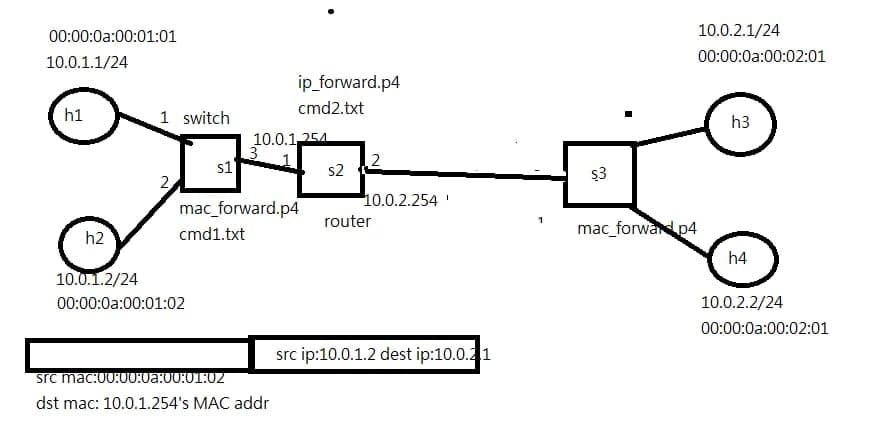 00:00:0a:00:01:01
10.0.1.1/24
h1
1 switch
ip_forward.p4
cmd2.txt
10.0.1.254
3
1
s1
s2
2
2
10.0.2.254
router
mac_forward.p4
cmd1.txt
h2
10.0.1.2/24
00:00:0a:00:01:02
10.0.2.1/24
00:00:0a:00:02:01
h3
s3
mac_forward.p4
h4
10.0.2.2/24
00:00:0a:00:02:01
src ip:10.0.1.2 dest ip:10.0.2.1
src mac:00:00:0a:00:01:02
dst mac: 10.0.1.254's MAC addr